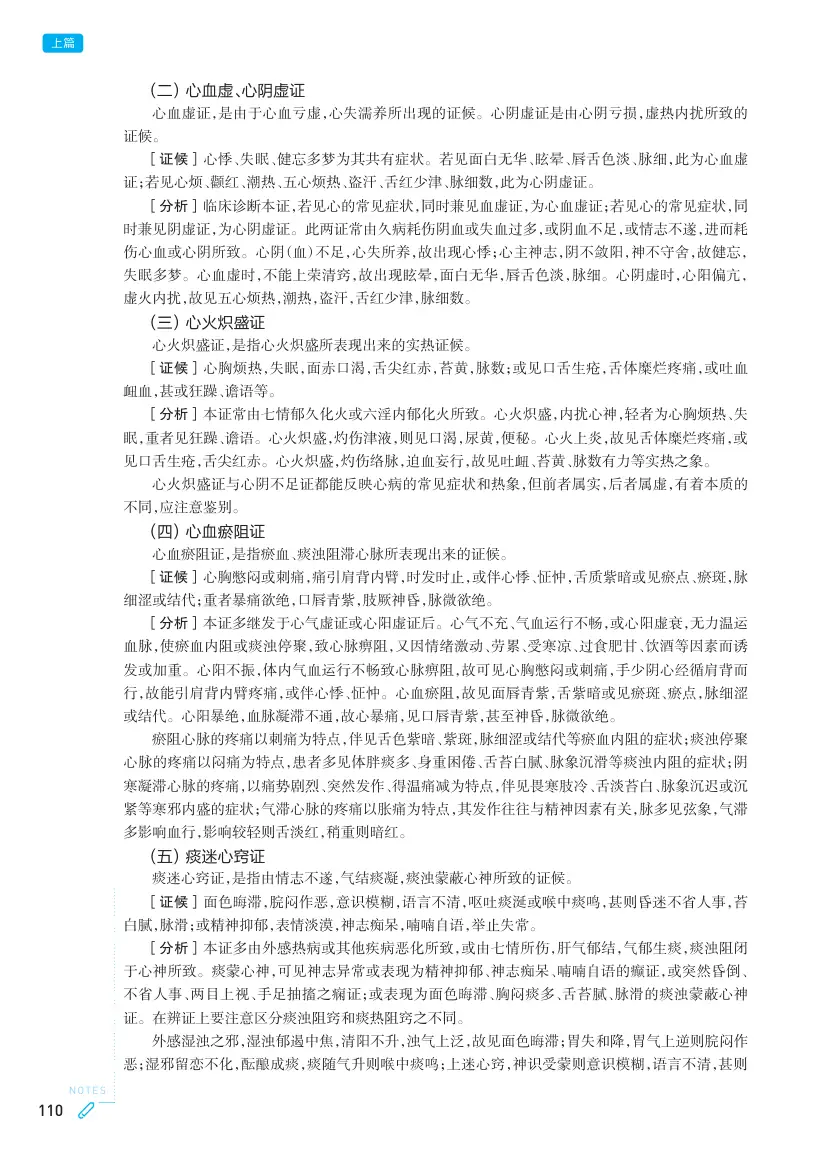 上篇
（二）心血虚、心阴虚证
心血虚证，是由于心血亏虚，心失濡养所出现的证候。心阴虚证是由心阴亏损，虚热内扰所致的
证候。
［证候］心悸、失眠、健忘多梦为其共有症状。若见面白无华、眩晕、唇舌色淡、脉细，此为心血虚
证；若见心烦、颧红、潮热、五心烦热、盗汗、舌红少津、脉细数，此为心阴虚证。
［分析］临床诊断本证，若见心的常见症状，同时兼见血虚证，为心血虚证；若见心的常见症状，同
时兼见阴虚证，为心阴虚证。此两证常由久病耗伤阴血或失血过多，或阴血不足，或情志不遂，进而耗
伤心血或心阴所致。心阴（血）不足，心失所养，故出现心悸；心主神志，阴不敛阳，神不守舍，故健忘，
失眠多梦。心血虚时，不能上荣清窍，故出现眩晕，面白无华，唇舌色淡，脉细。心阴虚时，心阳偏亢，
虚火内扰，故见五心烦热，潮热，盗汗，舌红少津，脉细数。
（三）心火炽盛证
心火炽盛证，是指心火炽盛所表现出来的实热证候。
［证候］心胸烦热，失眠，面赤口渴，舌尖红赤，苔黄，脉数；或见口舌生疮，舌体糜烂疼痛，或吐血
衄血，甚或狂躁、谵语等。
［分析］本证常由七情郁久化火或六淫内郁化火所致。心火炽盛，内扰心神，轻者为心胸烦热、失
眠，重者见狂躁、谵语。心火炽盛，灼伤津液，则见口渴，尿黄，便秘。心火上炎，故见舌体糜烂疼痛，或
见口舌生疮，舌尖红赤。心火炽盛，灼伤络脉，迫血妄行，故见吐衄、苔黄、脉数有力等实热之象。
心火炽盛证与心阴不足证都能反映心病的常见症状和热象，但前者属实，后者属虚，有着本质的
不同，应注意鉴别。
（四）心血瘀阻证
心血瘀阻证，是指瘀血、痰浊阻滞心脉所表现出来的证候。
［证候］心胸憋闷或刺痛，痛引肩背内臂，时发时止，或伴心悸、怔忡，舌质紫暗或见瘀点、瘀斑，脉
细涩或结代；重者暴痛欲绝，口唇青紫，肢厥神昏，脉微欲绝。
［分析］本证多继发于心气虚证或心阳虚证后。心气不充、气血运行不畅，或心阳虚衰，无力温运
血脉，使瘀血内阻或痰浊停聚，致心脉痹阻，又因情绪激动、劳累、受寒凉、过食肥甘、饮酒等因素而诱
发或加重。心阳不振，体内气血运行不畅致心脉痹阻，故可见心胸憋闷或刺痛，手少阴心经循肩背而
行，故能引肩背内臂疼痛，或伴心悸、怔忡。心血瘀阻，故见面唇青紫，舌紫暗或见瘀斑、瘀点，脉细涩
或结代。心阳暴绝，血脉凝滞不通，故心暴痛，见口唇青紫，甚至神昏，脉微欲绝。
瘀阻心脉的疼痛以刺痛为特点，伴见舌色紫暗、紫斑，脉细涩或结代等瘀血内阻的症状；痰浊停聚
心脉的疼痛以闷痛为特点，患者多见体胖痰多、身重困倦、舌苔白腻、脉象沉滑等痰浊内阻的症状；阴
寒凝滞心脉的疼痛，以痛势剧烈、突然发作、得温痛减为特点，伴见畏寒肢冷、舌淡苔白、脉象沉迟或沉
紧等寒邪内盛的症状；气滞心脉的疼痛以胀痛为特点，其发作往往与精神因素有关，脉多见弦象，气滞
多影响血行，影响较轻则舌淡红，稍重则暗红。
（五）痰迷心窍证
痰迷心窍证，是指由情志不遂，气结痰凝，痰浊蒙蔽心神所致的证候。
［证候］面色晦滞，脘闷作恶，意识模糊，语言不清，呕吐痰涎或喉中痰鸣，甚则昏迷不省人事，苔
白腻，脉滑；或精神抑郁，表情淡漠，神志痴呆，喃喃自语，举止失常。
［分析］本证多由外感热病或其他疾病恶化所致，或由七情所伤，肝气郁结，气郁生痰，痰浊阻闭
于心神所致。痰蒙心神，可见神志异常或表现为精神抑郁、神志痴呆、喃喃自语的癫证，或突然昏倒、
不省人事、两目上视、手足抽搐之痫证；或表现为面色晦滞、胸闷痰多、舌苔腻、脉滑的痰浊蒙蔽心神
证。在辨证上要注意区分痰浊阻窍和痰热阻窍之不同。
外感湿浊之邪，湿浊郁遏中焦，清阳不升，浊气上泛，故见面色晦滞；胃失和降，胃气上逆则脘闷作
恶；湿邪留恋不化，酝酿成痰，痰随气升则喉中痰鸣；上迷心窍，神识受蒙则意识模糊，语言不清，甚则
NOTES
110